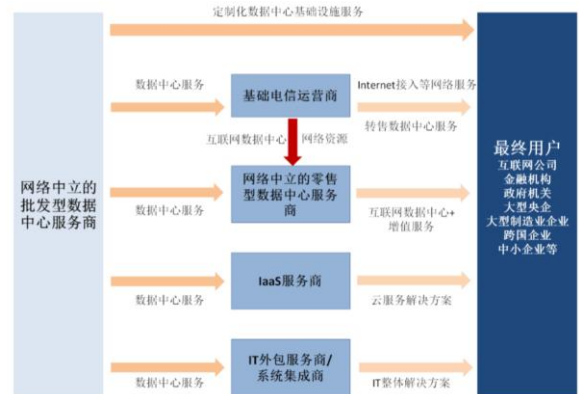 定制化数据中心基础设施服务
数据中心服务
基础电信运营商
Internet接入等网络服务
转售数据中心服务
互联网数据中心
网络资源
网络中立的
批发型数据
中心服务商
数据中心服务
网络中立的零售
型数据中心服务
商
互联网数据中心+
增值服务
最终用户
互联网公司
金融机构
政府机关
大型央企
大型制造业企业
跨国企业
中小企业等
数据中心服务
IaaS服务商
云服务解决方案
数据中心服务
IT外包服务商/
系统集成商
IT整体解决方案